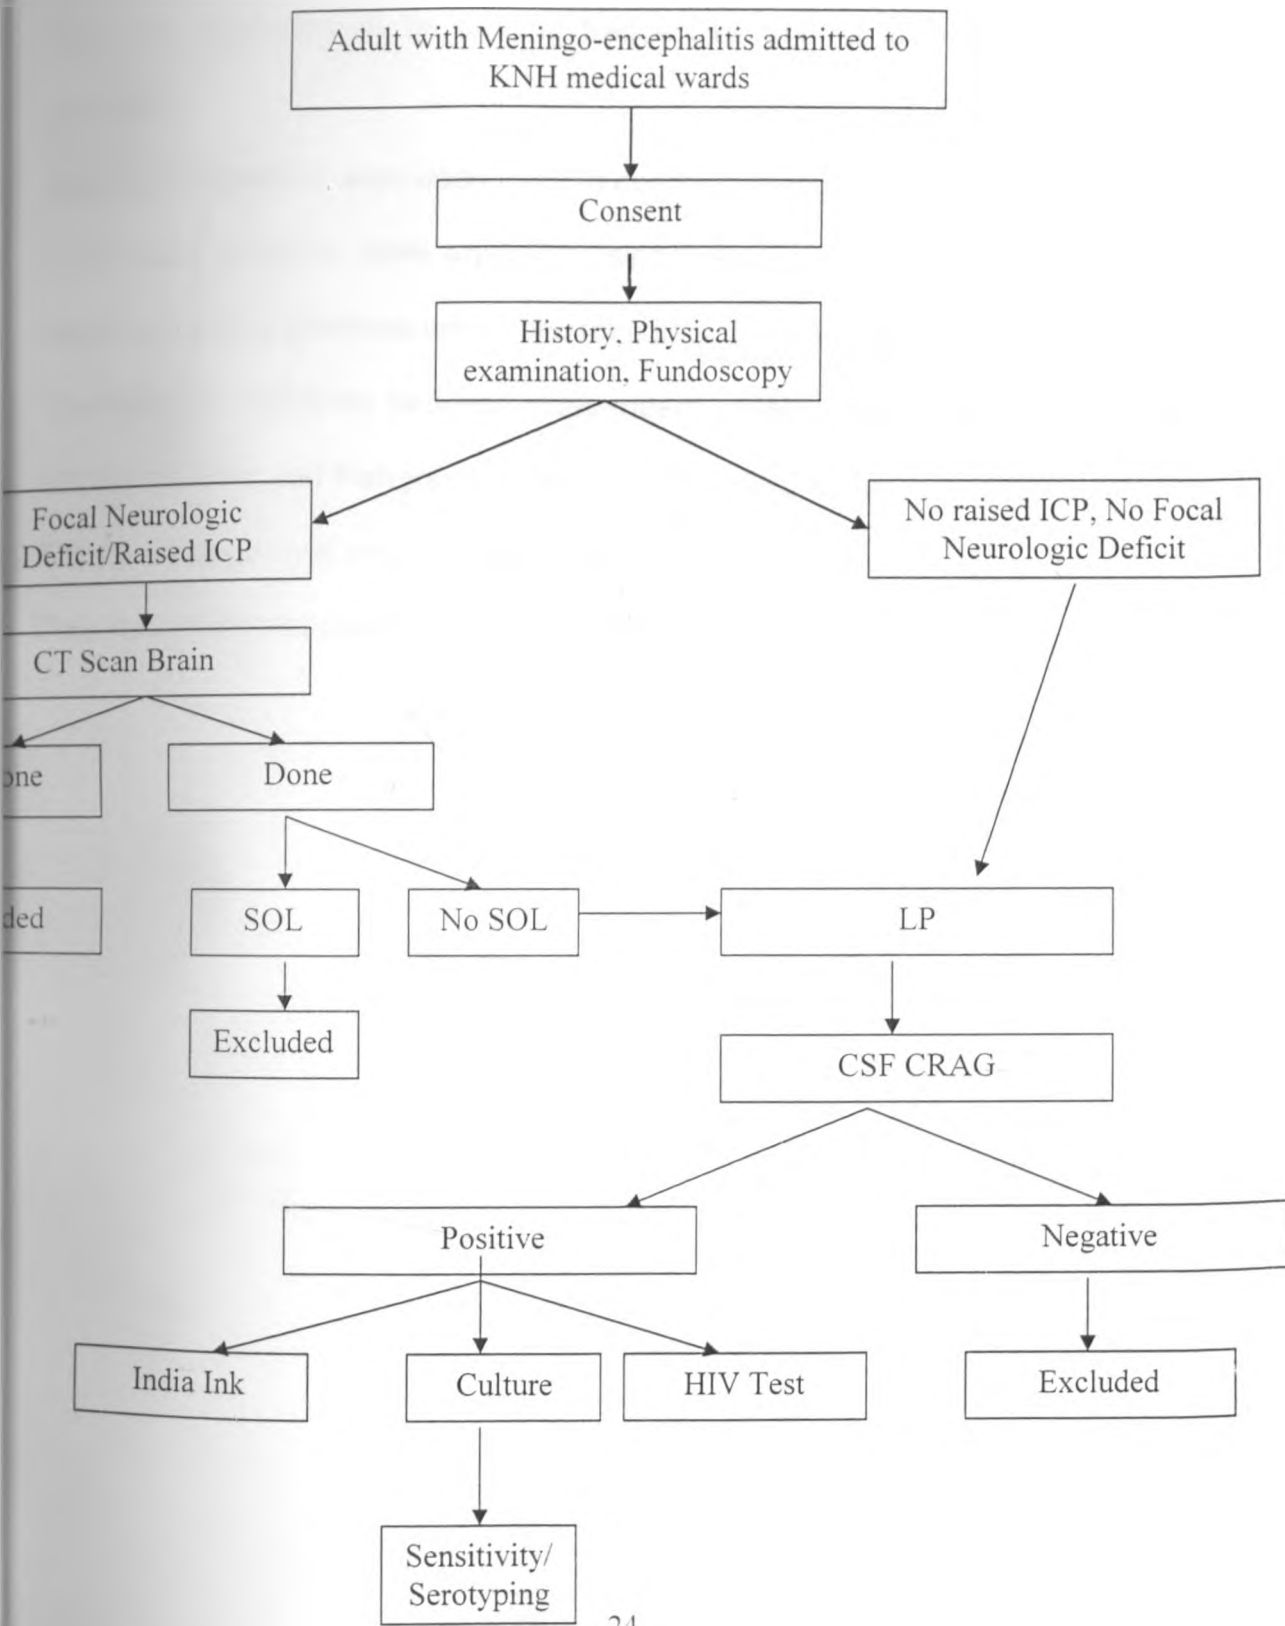 Adult with Meningo-encephalitis admitted to
KNH medical wards
Consent
History, Physical
examination, Fundoscopy
Focal Neurologic
Deficit/Raised ICP
No raised ICP, No Focal
Neurologic Deficit
CT Scan Brain
Done
SOL
No SOL
LP
Excluded
CSF CRAG
Positive
Negative
India Ink
Culture
HIV Test
Excluded
Sensitivity/
Serotyping